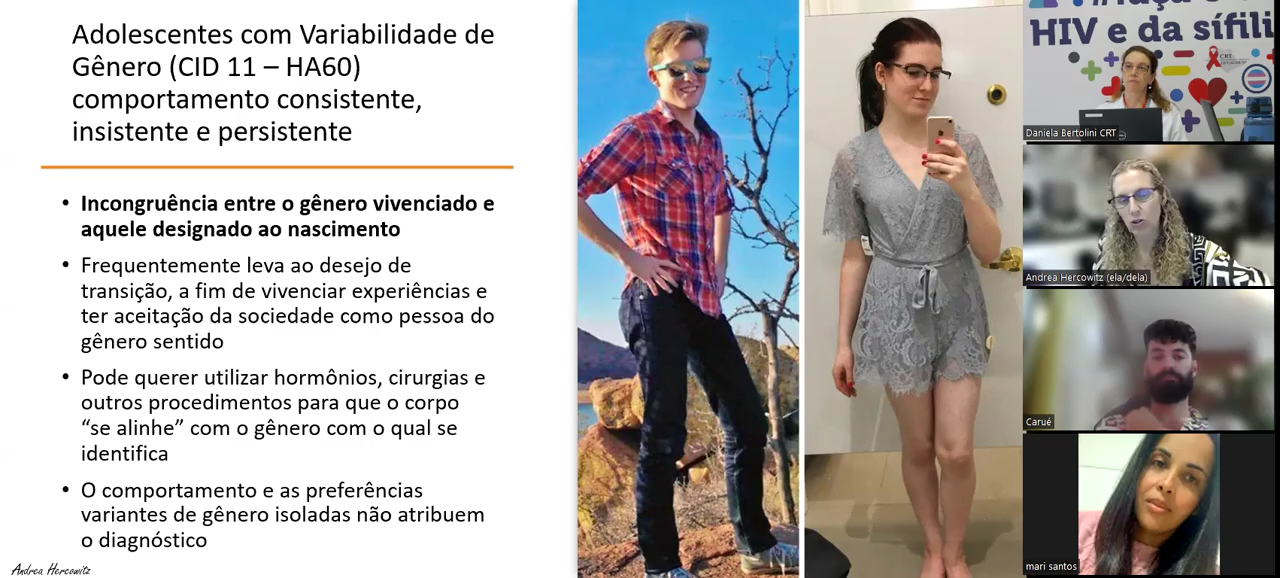 Adolescentes com Variabilidade de
Gênero (CID 11 – HA60)
comportamento consistente,
insistente e persistente
• Incongruência entre o gênero vivenciado e
aquele designado ao nascimento
• Frequentemente leva ao desejo de
transição, a fim de vivenciar experiências e
ter aceitação da sociedade como pessoa do
gênero sentido
• Pode querer utilizar hormônios, cirurgias e
outros procedimentos para que o corpo
“se alinhe” com o gênero com o qual se
identifica
• O comportamento e as preferências
variantes de gênero isoladas não atribuem
o diagnóstico
Andrea Hercowitz
HIV e da sífili
CRT
Daniela Bertolini CRT
Andrea Hercowitz (ela/dela)
Carué
mari santos